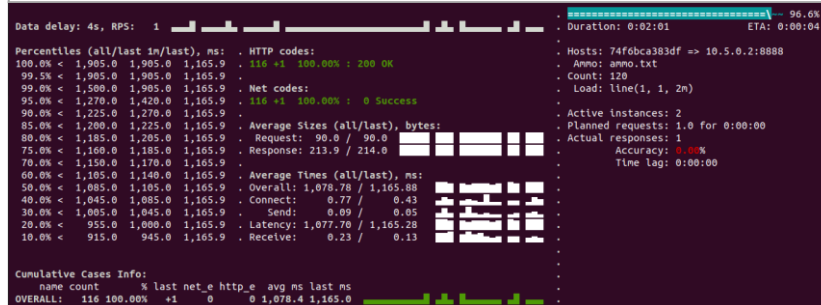 96.6%
Data delay: 4s, RPS: 1
Duration: 0:02:01 ETA: 0:00:04
Percentiles (all/last 1m/last), ms: . HTTP codes:
100.0% < 1,905.0 1,905.0 1,165.9 . 116 +1 100.00% : 200 OK
99.5% < 1,905.0 1,905.0 1,165.9 .
99.0% < 1,500.0 1,905.0 1,165.9 . Net codes:
95.0% < 1,270.0 1,420.0 1,165.9 . 116 +1 100.00% : 0 Success
90.0% < 1,225.0 1,270.0 1,165.9 .
85.0% < 1,200.0 1,225.0 1,165.9 . Average Sizes (all/last), bytes:
80.0% < 1,185.0 1,205.0 1,165.9 . Request: 90.0 / 90.0
75.0% < 1,160.0 1,185.0 1,165.9 . Response: 213.9 / 214.0
70.0% < 1,150.0 1,170.0 1,165.9 .
60.0% < 1,105.0 1,140.0 1,165.9 . Average Times (all/last), ms:
50.0% < 1,085.0 1,105.0 1,165.9 . Overall: 1,078.78 / 1,165.88
40.0% < 1,045.0 1,085.0 1,165.9 . Connect: 0.77 / 0.43
30.0% < 1,005.0 1,045.0 1,165.9 . Send: 0.09 / 0.05
20.0% < 955.0 1,000.0 1,165.9 . Latency: 1,077.70 / 1,165.28
10.0% < 915.0 945.0 1,165.9 . Receive: 0.23 / 0.13
Hosts: 74f6bca383df => 10.5.0.2:8888
Ammo: ammo.txt
Count: 120
Load: line(1, 1, 2m)
Active instances: 2
Planned requests: 1.0 for 0:00:00
Actual responses: 1
Accuracy: 0.00%
Time lag: 0:00:00
Cumulative Cases Info:
name count % last net_e http_e avg ms last ms
OVERALL: 116 100.00% +1 0 0 1,078.4 1,165.0